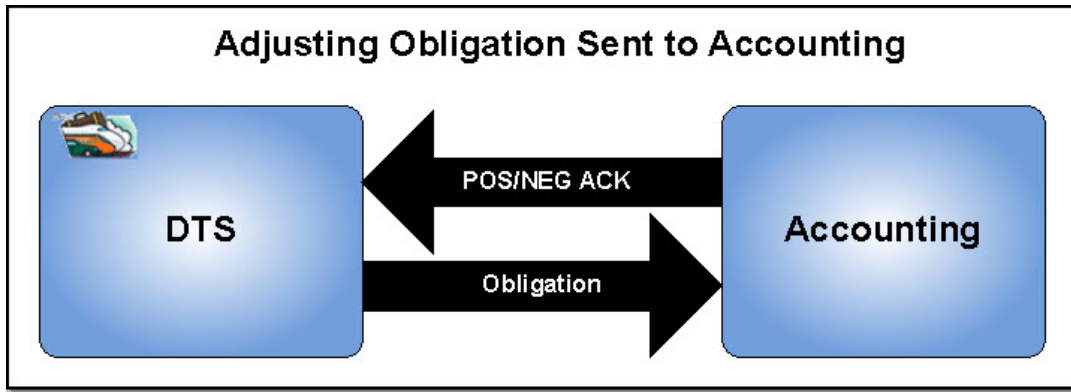 Adjusting Obligation Sent to Accounting
POS/NEG ACK
DTS
Accounting
Obligation